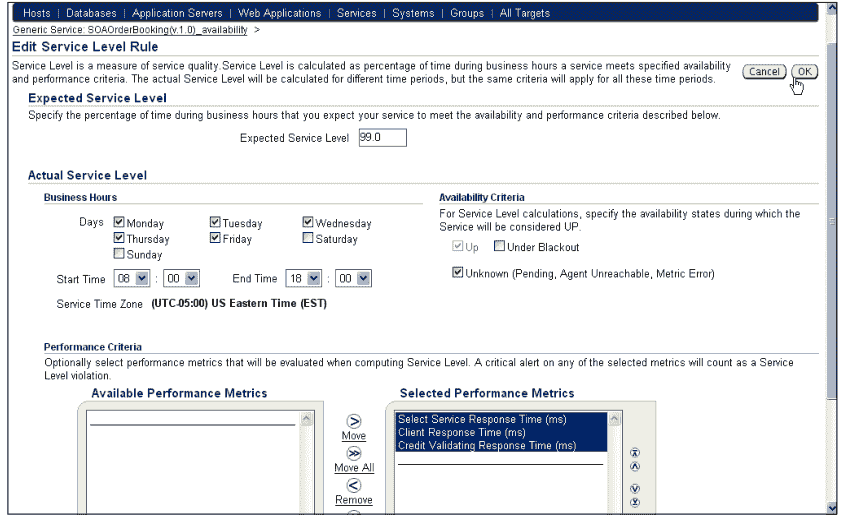 Hosts | Databases | Application Servers | Web Applications | Services | Systems | Groups | All Targets
Generic Service: SOAOrderBooking(v.1.0)_availability >
Edit Service Level Rule
Service Level is a measure of service quality.Service Level is calculated as percentage of time during business hours a service meets specified availability
and performance criteria. The actual Service Level will be calculated for different time periods, but the same criteria will apply for all these time periods.
Cancel OK
Expected Service Level
Specify the percentage of time during business hours that you expect your service to meet the availability and performance criteria described below.
Expected Service Level 99.0
Actual Service Level
Business Hours
Days Monday Tuesday Wednesday
Thursday Friday Saturday
Sunday
Start Time 08 : 00 End Time 18 : 00
Service Time Zone (UTC-05:00) US Eastern Time (EST)
Availability Criteria
For Service Level calculations, specify the availability states during which the
Service will be considered UP.
Up Under Blackout
Unknown (Pending, Agent Unreachable, Metric Error)
Performance Criteria
Optionally select performance metrics that will be evaluated when computing Service Level. A critical alert on any of the selected metrics will count as a Service
Level violation.
Available Performance Metrics
Move
Move All
Remove
Selected Performance Metrics
Select Service Response Time (ms)
Client Response Time (ms)
Credit Validating Response Time (ms)